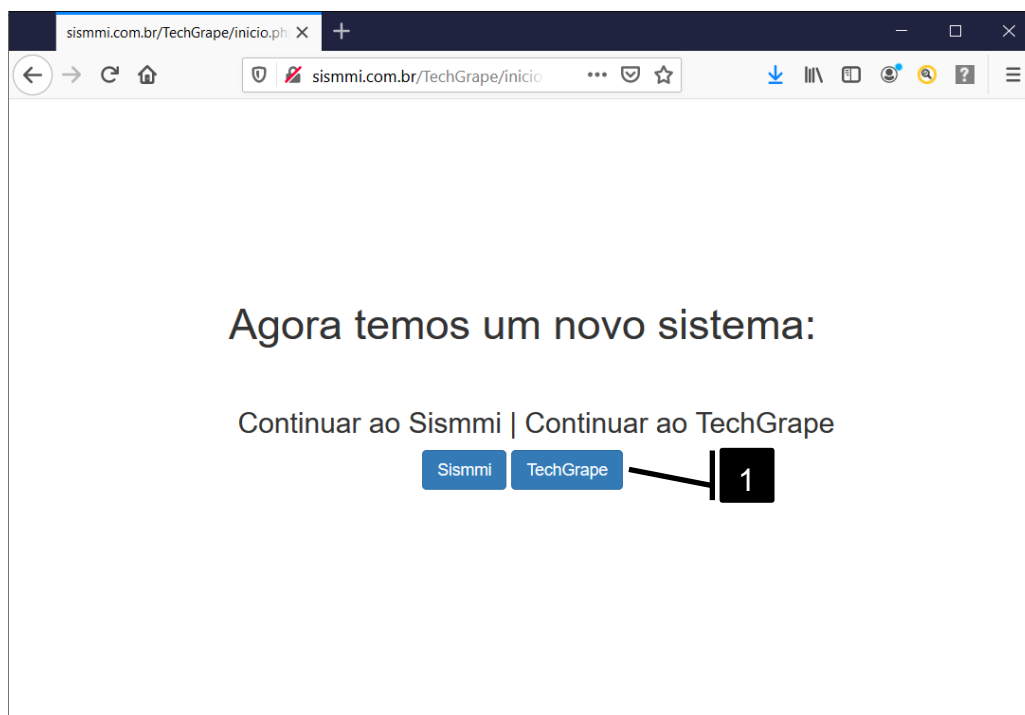 sismmi.com.br/TechGrape/inicio.ph
sismmi.com.br/TechGrape/inicio
Agora temos um novo sistema:
Continuar ao Sismmi | Continuar ao TechGrape
Sismmi TechGrape
1